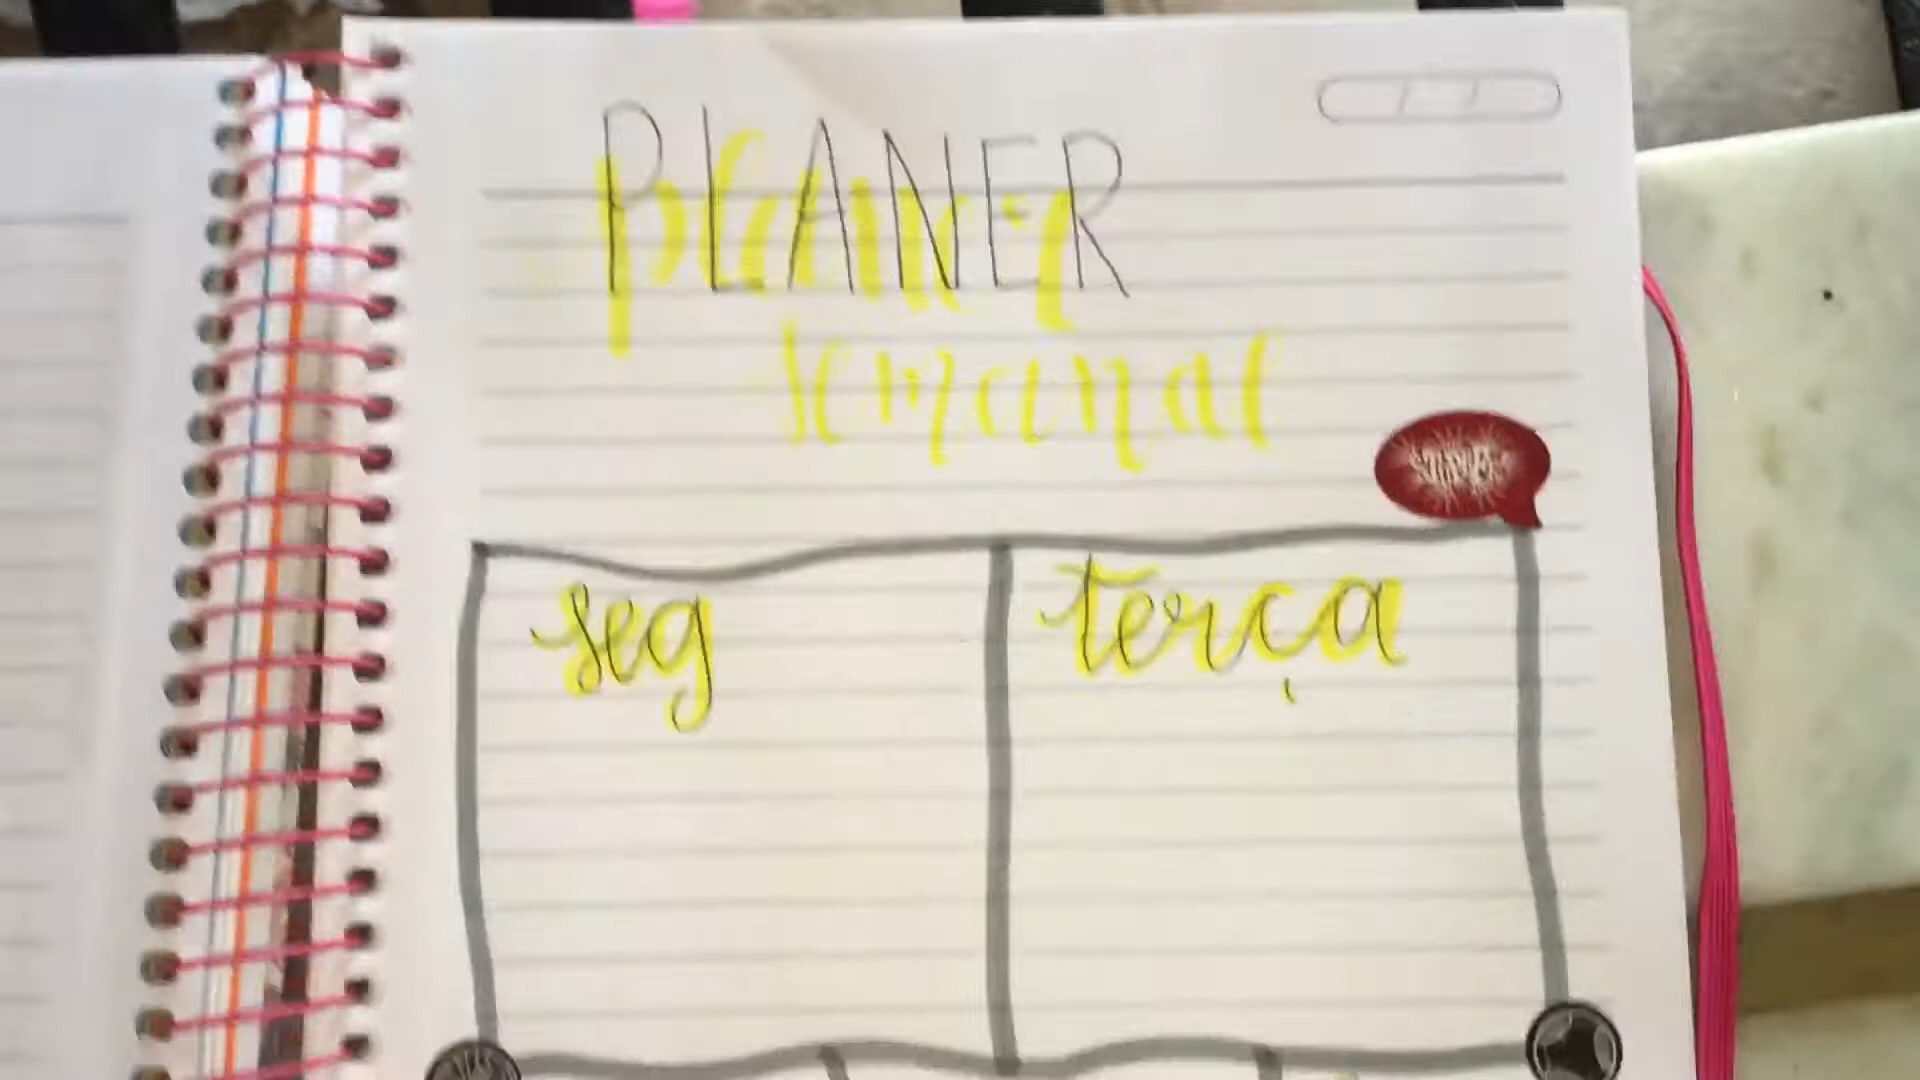 PLANER
planer
semanal
seg
terça